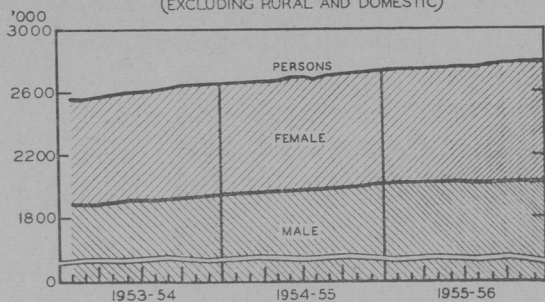 (EXCLUDING RURAL AND DOMESTIC)
'000
3000
PERSONS
2600
FEMALE
2200
1800
MALE
0
1953-54 1954-55 1955-56